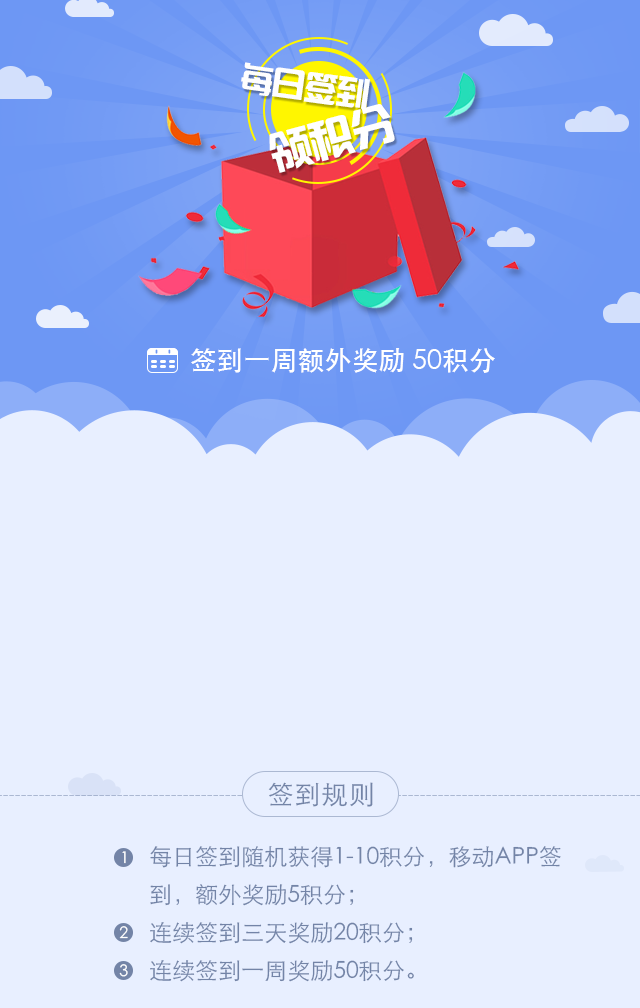 每日签到
领积分
签到一周额外奖励 50积分
签到规则
1 每日签到随机获得1-10积分，移动APP签
到，额外奖励5积分；
2 连续签到三天奖励20积分；
3 连续签到一周奖励50积分。